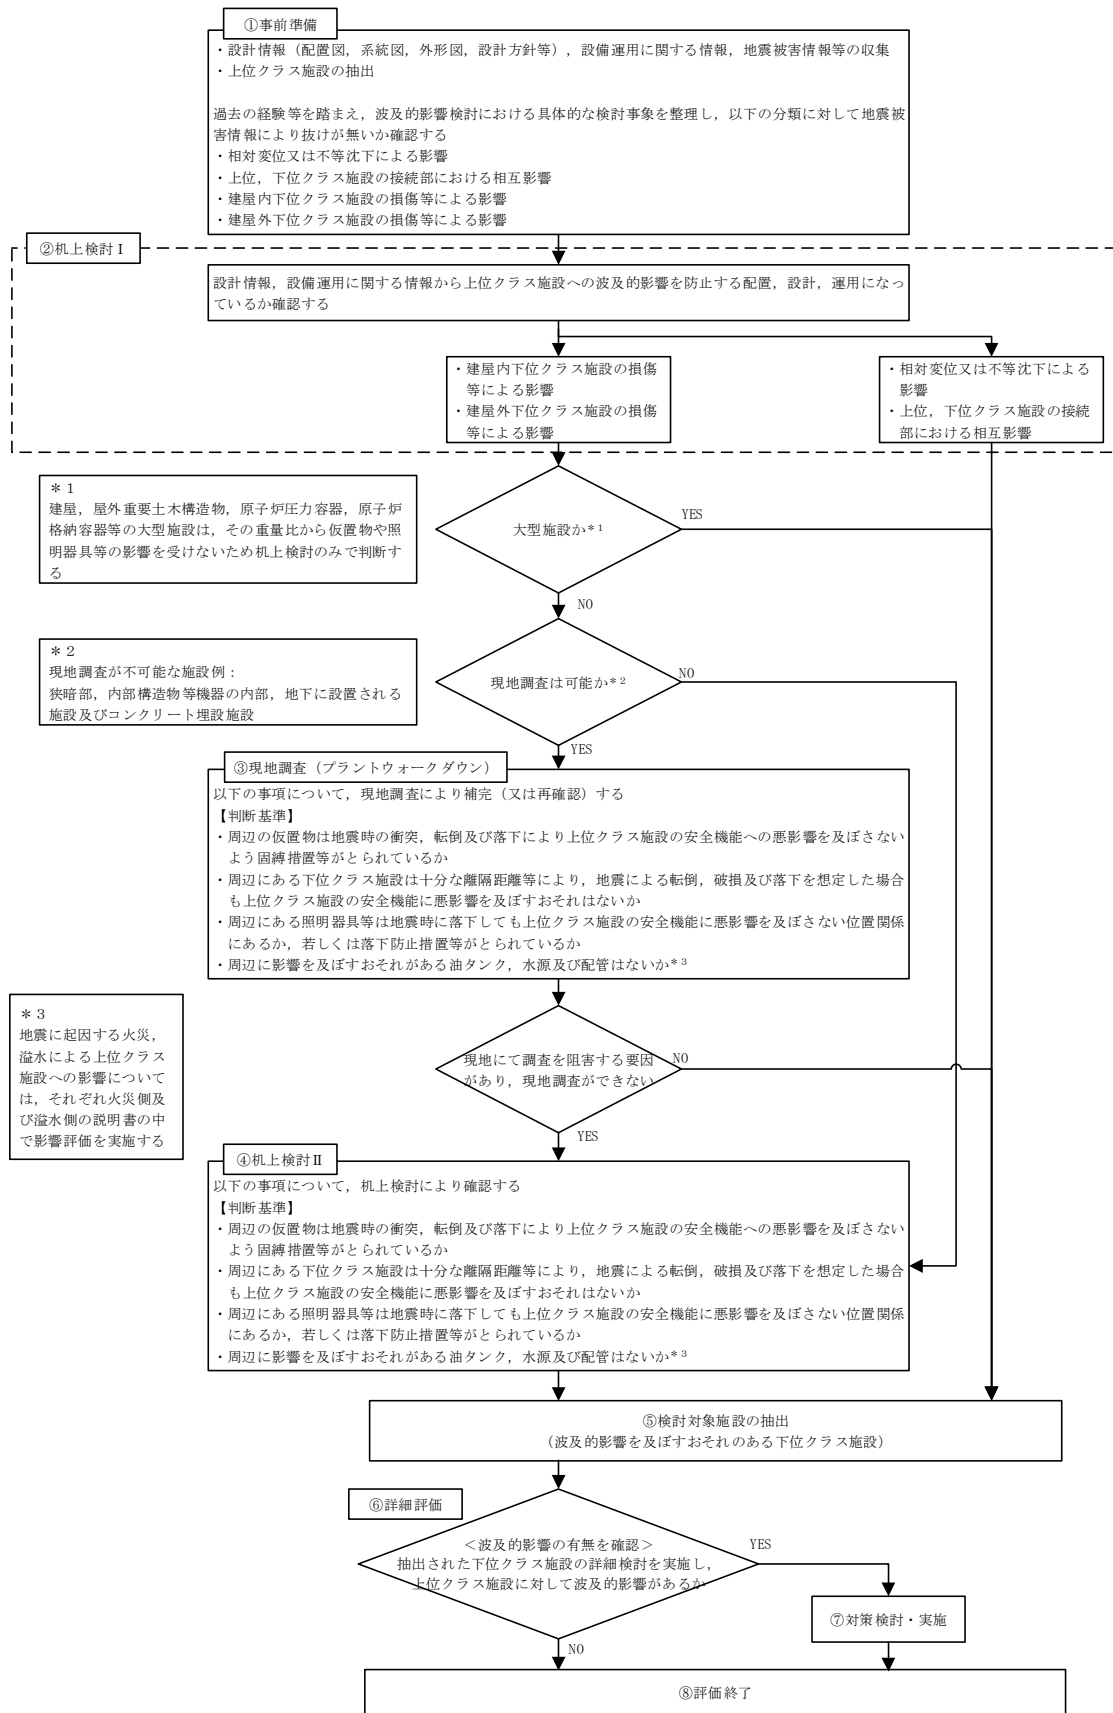 ①事前準備
・設計情報（配置図，系統図，外形図，設計方針等），設備運用に関する情報，地震被害情報等の収集
・上位クラス施設の抽出
過去の経験等を踏まえ，波及的影響検討における具体的な検討事象を整理し，以下の分類に対して地震被
害情報により抜けが無いか確認する
・相対変位又は不等沈下による影響
・上位，下位クラス施設の接続部における相互影響
・建屋内下位クラス施設の損傷等による影響
・建屋外下位クラス施設の損傷等による影響
②机上検討Ⅰ
設計情報，設備運用に関する情報から上位クラス施設への波及的影響を防止する配置，設計，運用になっ
ているか確認する
・建屋内下位クラス施設の損傷
等による影響
・建屋外下位クラス施設の損傷
等による影響
・相対変位又は不等沈下による
影響
・上位，下位クラス施設の接続
部における相互影響
＊１
建屋，屋外重要土木構造物，原子炉圧力容器，原子炉
格納容器等の大型施設は，その重量比から仮置物や照
明器具等の影響を受けないため机上検討のみで判断す
る
大型施設か＊１
YES
NO
＊２
現地調査が不可能な施設例：
狭暗部，内部構造物等機器の内部，地下に設置される
施設及びコンクリート埋設施設
現地調査は可能か＊２
NO
YES
③現地調査（プラントウォークダウン）
以下の事項について，現地調査により補完（又は再確認）する
【判断基準】
・周辺の仮置物は地震時の衝突，転倒及び落下により上位クラス施設の安全機能への悪影響を及ぼさない
よう固縛措置等がとられているか
・周辺にある下位クラス施設は十分な離隔距離等により，地震による転倒，破損及び落下を想定した場合
も上位クラス施設の安全機能に悪影響を及ぼすおそれはないか
・周辺にある照明器具等は地震時に落下しても上位クラス施設の安全機能に悪影響を及ぼさない位置関係
にあるか，若しくは落下防止措置等がとられているか
・周辺に影響を及ぼすおそれがある油タンク，水源及び配管はないか＊３
＊３
地震に起因する火災，
溢水による上位クラス
施設への影響について
は，それぞれ火災側及
び溢水側の説明書の中
で影響評価を実施する
現地にて調査を阻害する要因
があり，現地調査ができない
NO
YES
④机上検討Ⅱ
以下の事項について，机上検討により確認する
【判断基準】
・周辺の仮置物は地震時の衝突，転倒及び落下により上位クラス施設の安全機能への悪影響を及ぼさない
よう固縛措置等がとられているか
・周辺にある下位クラス施設は十分な離隔距離等により，地震による転倒，破損及び落下を想定した場合
も上位クラス施設の安全機能に悪影響を及ぼすおそれはないか
・周辺にある照明器具等は地震時に落下しても上位クラス施設の安全機能に悪影響を及ぼさない位置関係
にあるか，若しくは落下防止措置等がとられているか
・周辺に影響を及ぼすおそれがある油タンク，水源及び配管はないか＊３
⑤検討対象施設の抽出
（波及的影響を及ぼすおそれのある下位クラス施設）
⑥詳細評価
＜波及的影響の有無を確認＞
抽出された下位クラス施設の詳細検討を実施し，
上位クラス施設に対して波及的影響があるか
YES
⑦対策検討・実施
NO
⑧評価終了